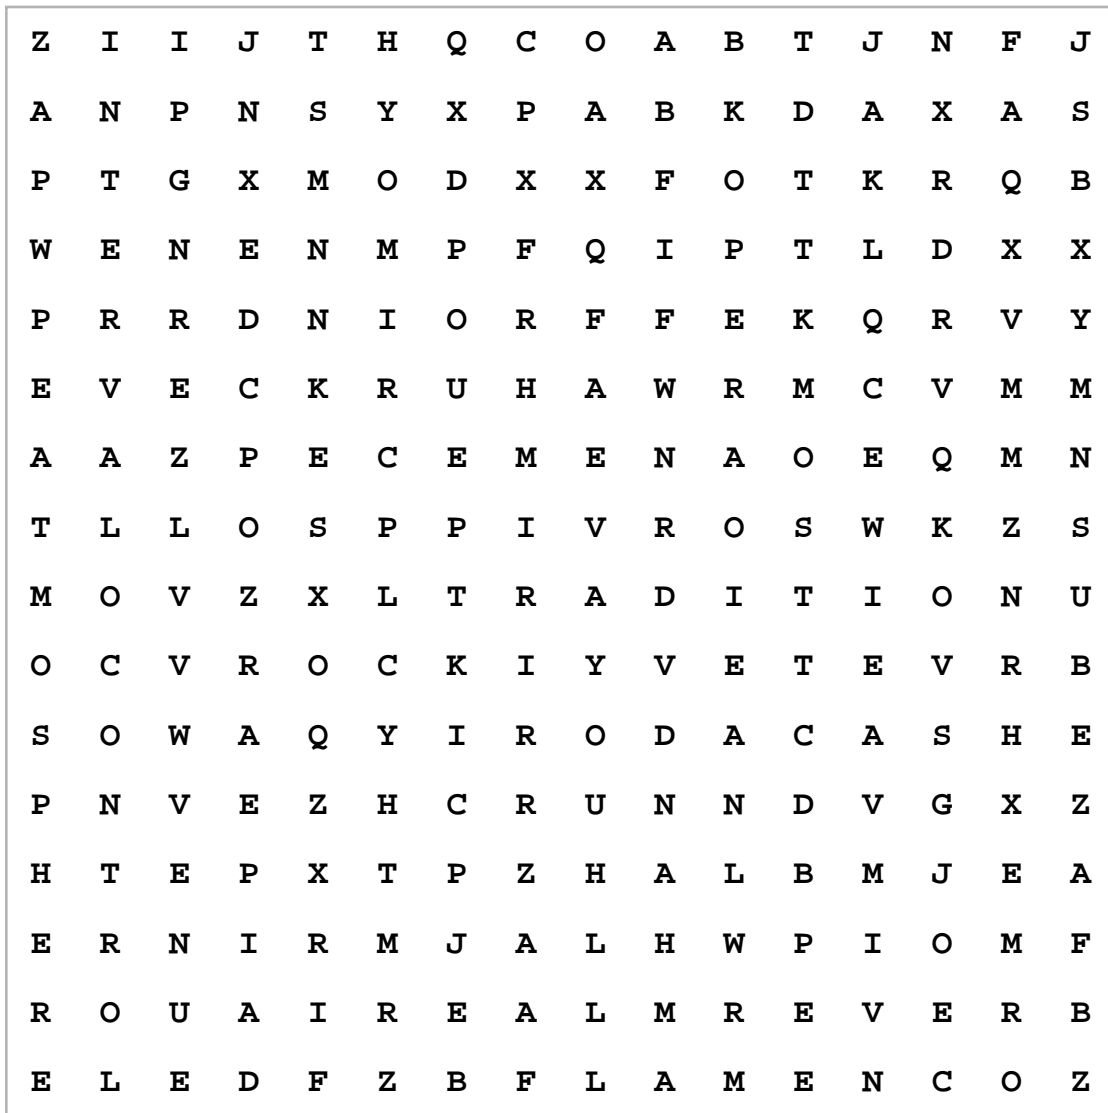 Z I I J T H Q C O A B T J N F J
A N P N S Y X P A B K D A X A S
P T G X M O D X X F O T K R Q B
W E N E N M P F Q I P T L D X X
P R R D N I O R F F E K Q R V Y
E V E C K R U H A W R M C V M M
A A Z P E C E M E N A O E Q M N
T L L O S P P I V R O S W K Z S
M O V Z X L T R A D I T I O N U
O C V R O C K I Y V E T E V R B
S O W A Q Y I R O D A C A S H E
P N V E Z H C R U N N D V G X Z
H T E P X T P Z H A L B M J E A
E R N I R M J A L H W P I O M F
R O U A I R E A L M R E V E R B
E L E D F Z B F L A M E N C O Z